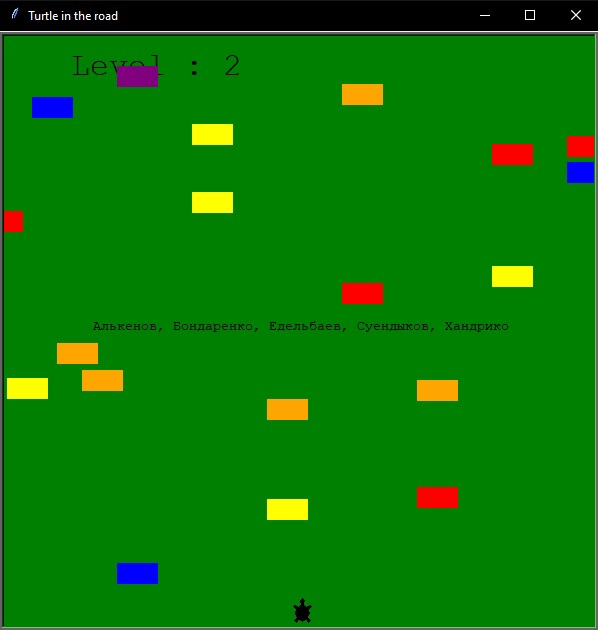 Turtle in the road
Level : 2
Алькенов, Бондаренко, Едельбаев, Суендыков, Хандрико